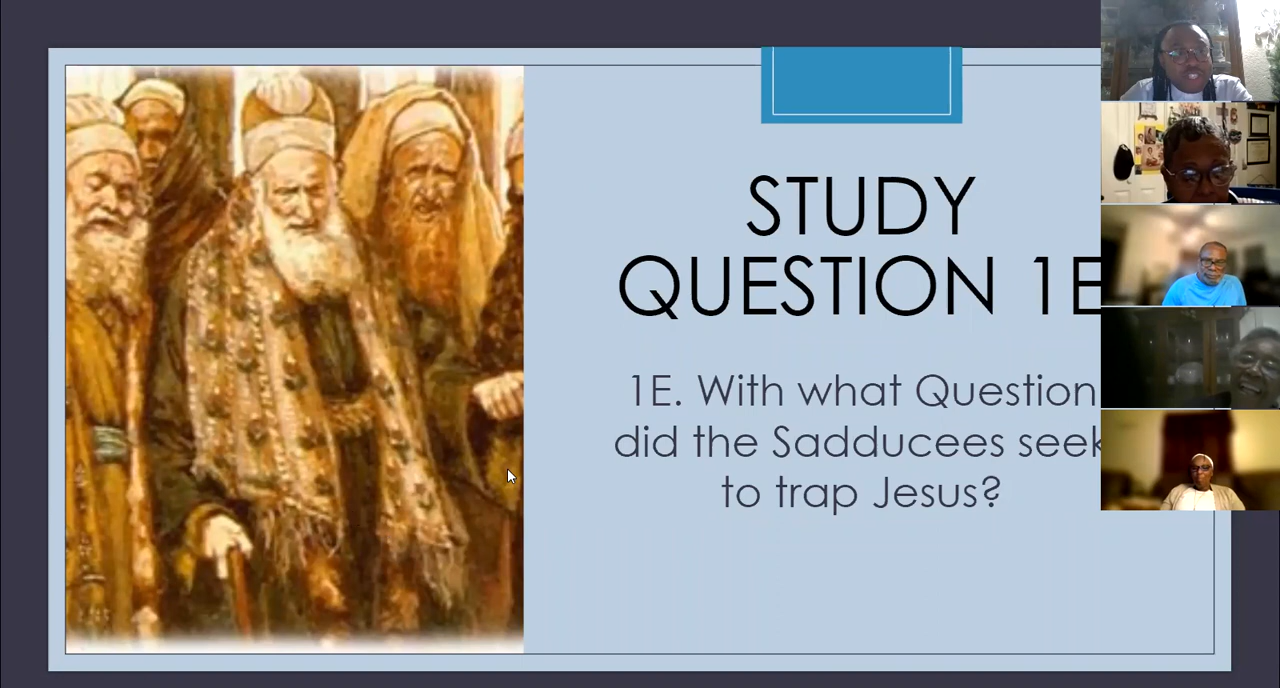 STUDY
QUESTION 1E
1E. With what Question
did the Sadducees seek
to trap Jesus?